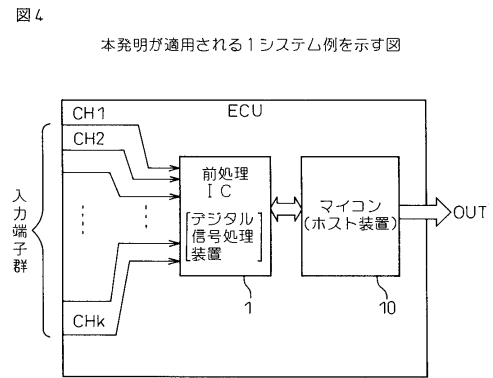 図4
本発明が適用される1システム例を示す図
ECU
CH1
CH2
CHk
入力端子群
前処理
IC
[デジタル
信号処理
装置]
1
マイコン
(ホスト装置)
10
OUT